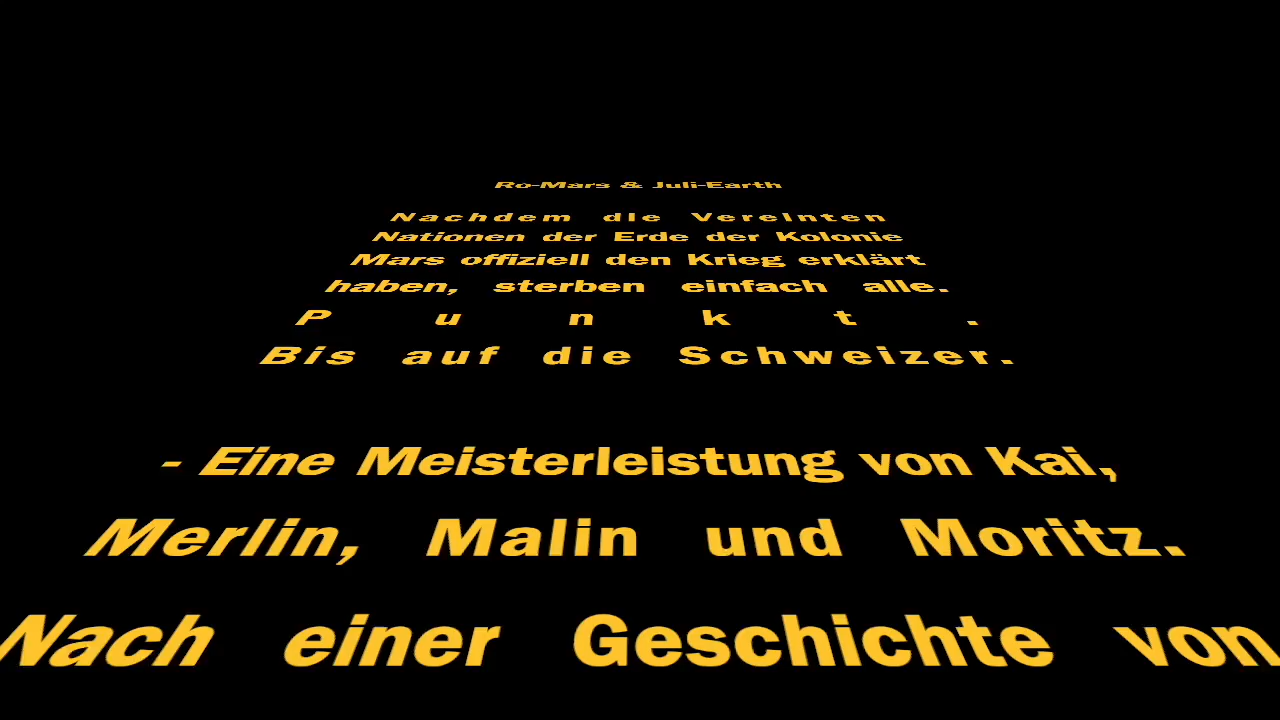 Ro-Mars & Juli-Earth
Nachdem die Vereinten
Nationen der Erde der Kolonie
Mars offiziell den Krieg erklärt
haben, sterben einfach alle.
Punkt.
Bis auf die Schweizer.
- Eine Meisterleistung von Kai,
Merlin, Malin und Moritz.
Nach einer Geschichte von